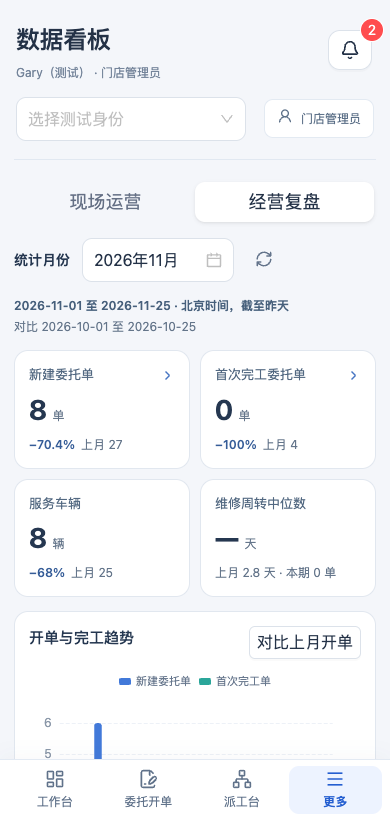 数据看板
2
Gary（测试） · 门店管理员
选择测试身份
门店管理员
现场运营
经营复盘
统计月份
2026年11月
2026-11-01 至 2026-11-25 · 北京时间，截至昨天
对比 2026-10-01 至 2026-10-25
新建委托单
8 单
−70.4% 上月 27
首次完工委托单
0 单
−100% 上月 4
服务车辆
8 辆
−68% 上月 25
维修周转中位数
— 天
上月 2.8 天 · 本期 0 单
开单与完工趋势
对比上月开单
新建委托单
首次完工单
6
5
工作台
委托开单
派工台
更多